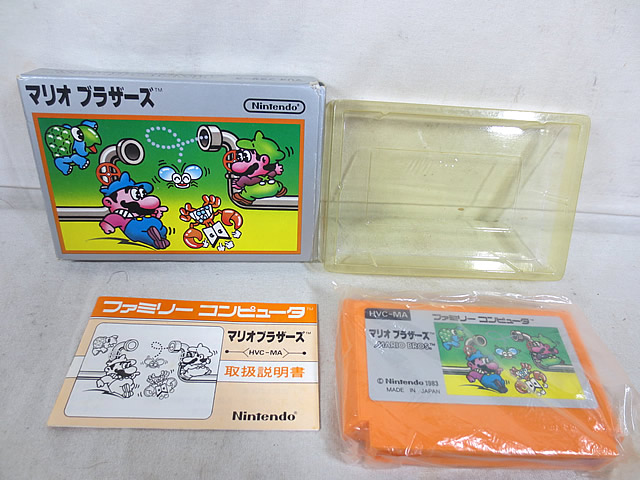 マリオ ブラザーズ™
Nintendo®
ファミリー コンピュータ
マリオブラザーズ™
HVC-MA
取扱説明書
Nintendo®
HVC-MA
ファミリー コンピュータ™
マリオ ブラザーズ™
MARIO BROS.™
© Nintendo 1983
MADE IN JAPAN